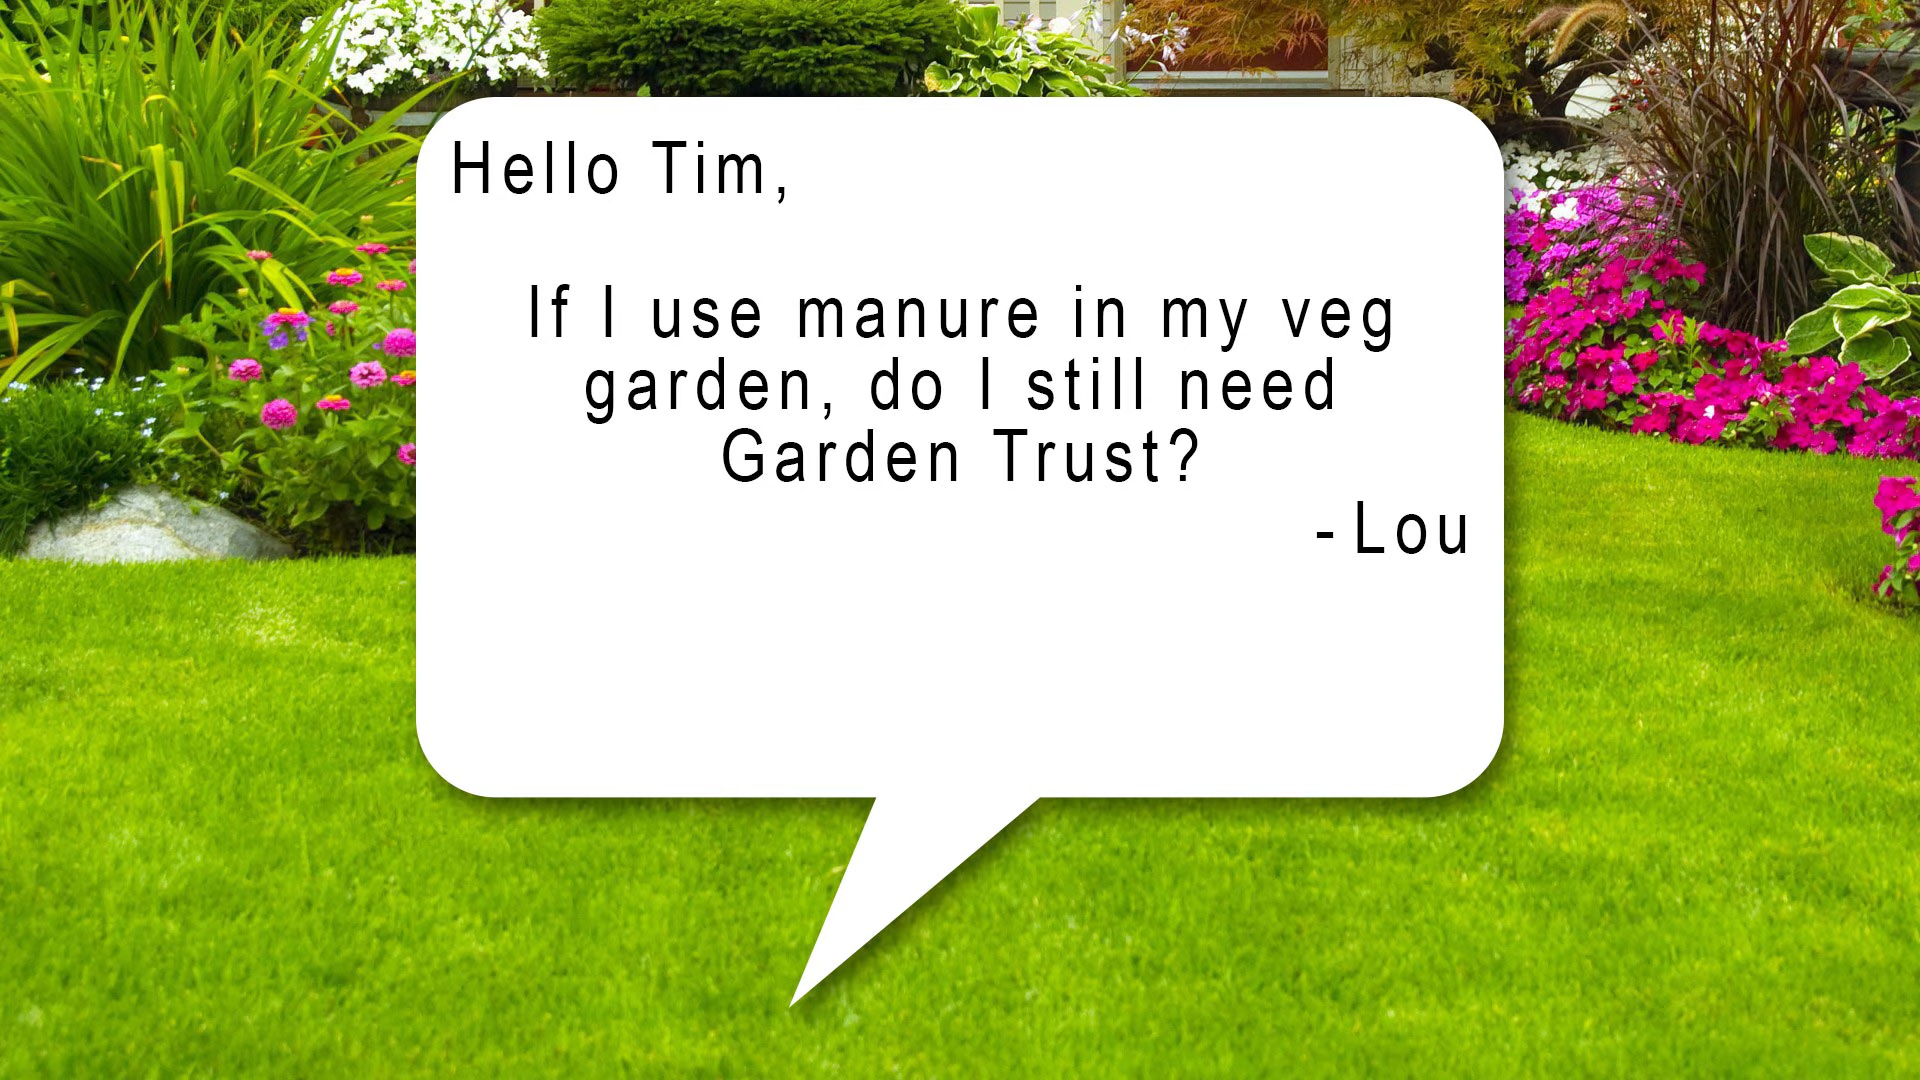 Hello Tim,
If I use manure in my veg
garden, do I still need
Garden Trust?
- Lou